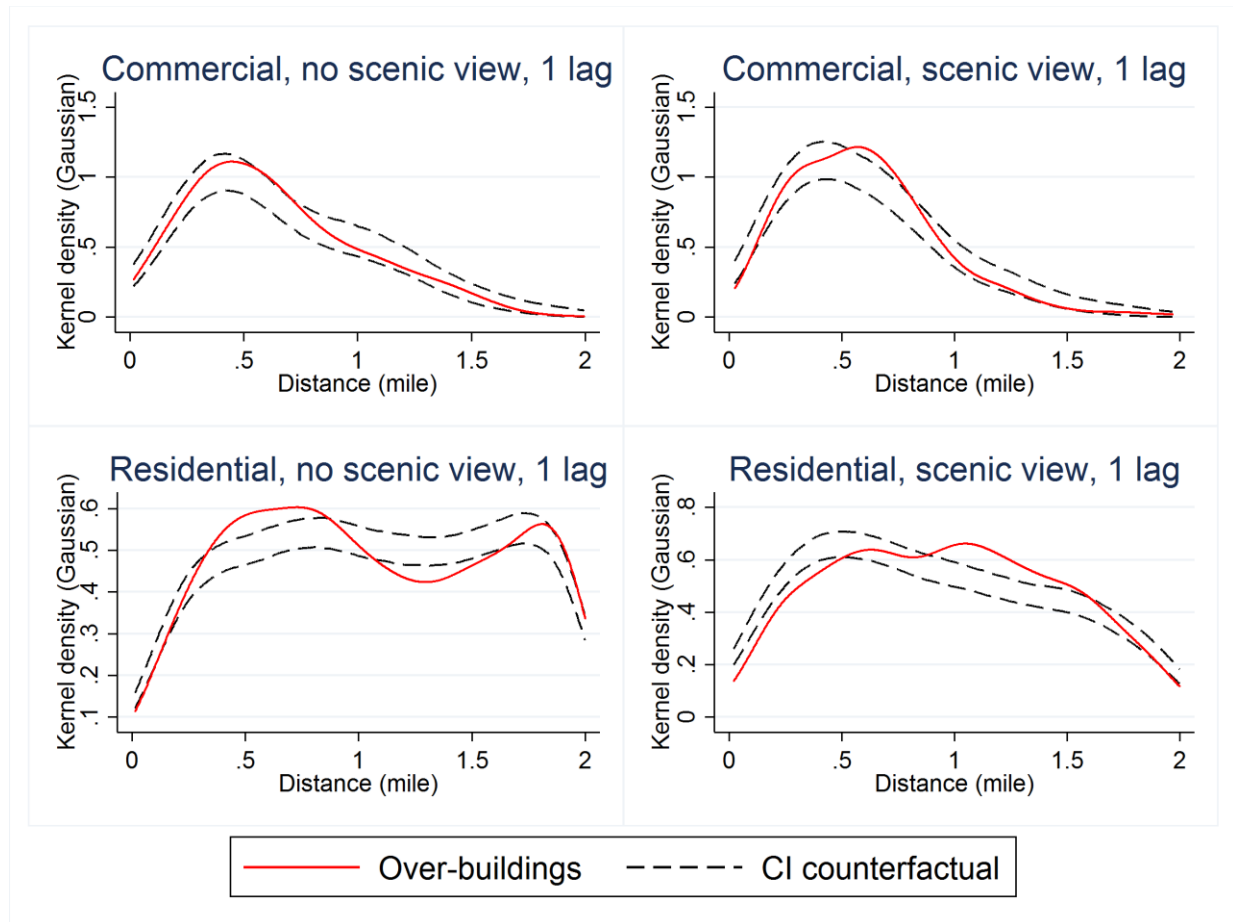 Commercial, no scenic view, 1 lag
Kernel density (Gaussian)
1.5
1
.5
0
0 .5 1 1.5 2
Distance (mile)
Commercial, scenic view, 1 lag
Kernel density (Gaussian)
1.5
1
.5
0
0 .5 1 1.5 2
Distance (mile)
Residential, no scenic view, 1 lag
Kernel density (Gaussian)
.6
.5
.4
.3
.2
.1
0 .5 1 1.5 2
Distance (mile)
Residential, scenic view, 1 lag
Kernel density (Gaussian)
.8
.6
.4
.2
0
0 .5 1 1.5 2
Distance (mile)
Over-buildings CI counterfactual